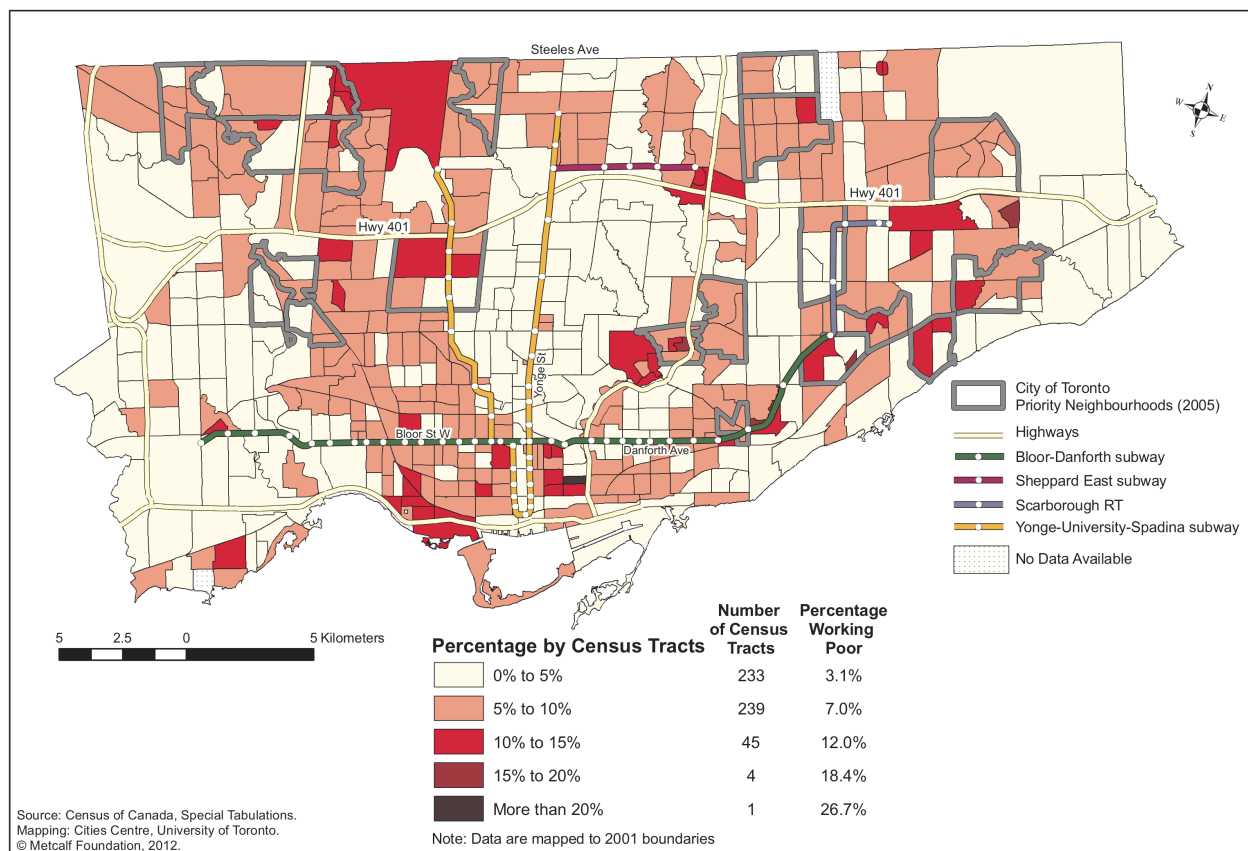 Steeles Ave
N
W
E
S
Hwy 401
Hwy 401
Yonge St
Bloor St W
Danforth Ave
City of Toronto
Priority Neighbourhoods (2005)
Highways
Bloor-Danforth subway
Sheppard East subway
Scarborough RT
Yonge-University-Spadina subway
No Data Available
5 2.5 0 5 Kilometers
Percentage by Census Tracts
Number of Census Tracts
Percentage Working Poor
0% to 5% 233 3.1%
5% to 10% 239 7.0%
10% to 15% 45 12.0%
15% to 20% 4 18.4%
More than 20% 1 26.7%
Note: Data are mapped to 2001 boundaries
Source: Census of Canada, Special Tabulations.
Mapping: Cities Centre, University of Toronto.
© Metcalf Foundation, 2012.